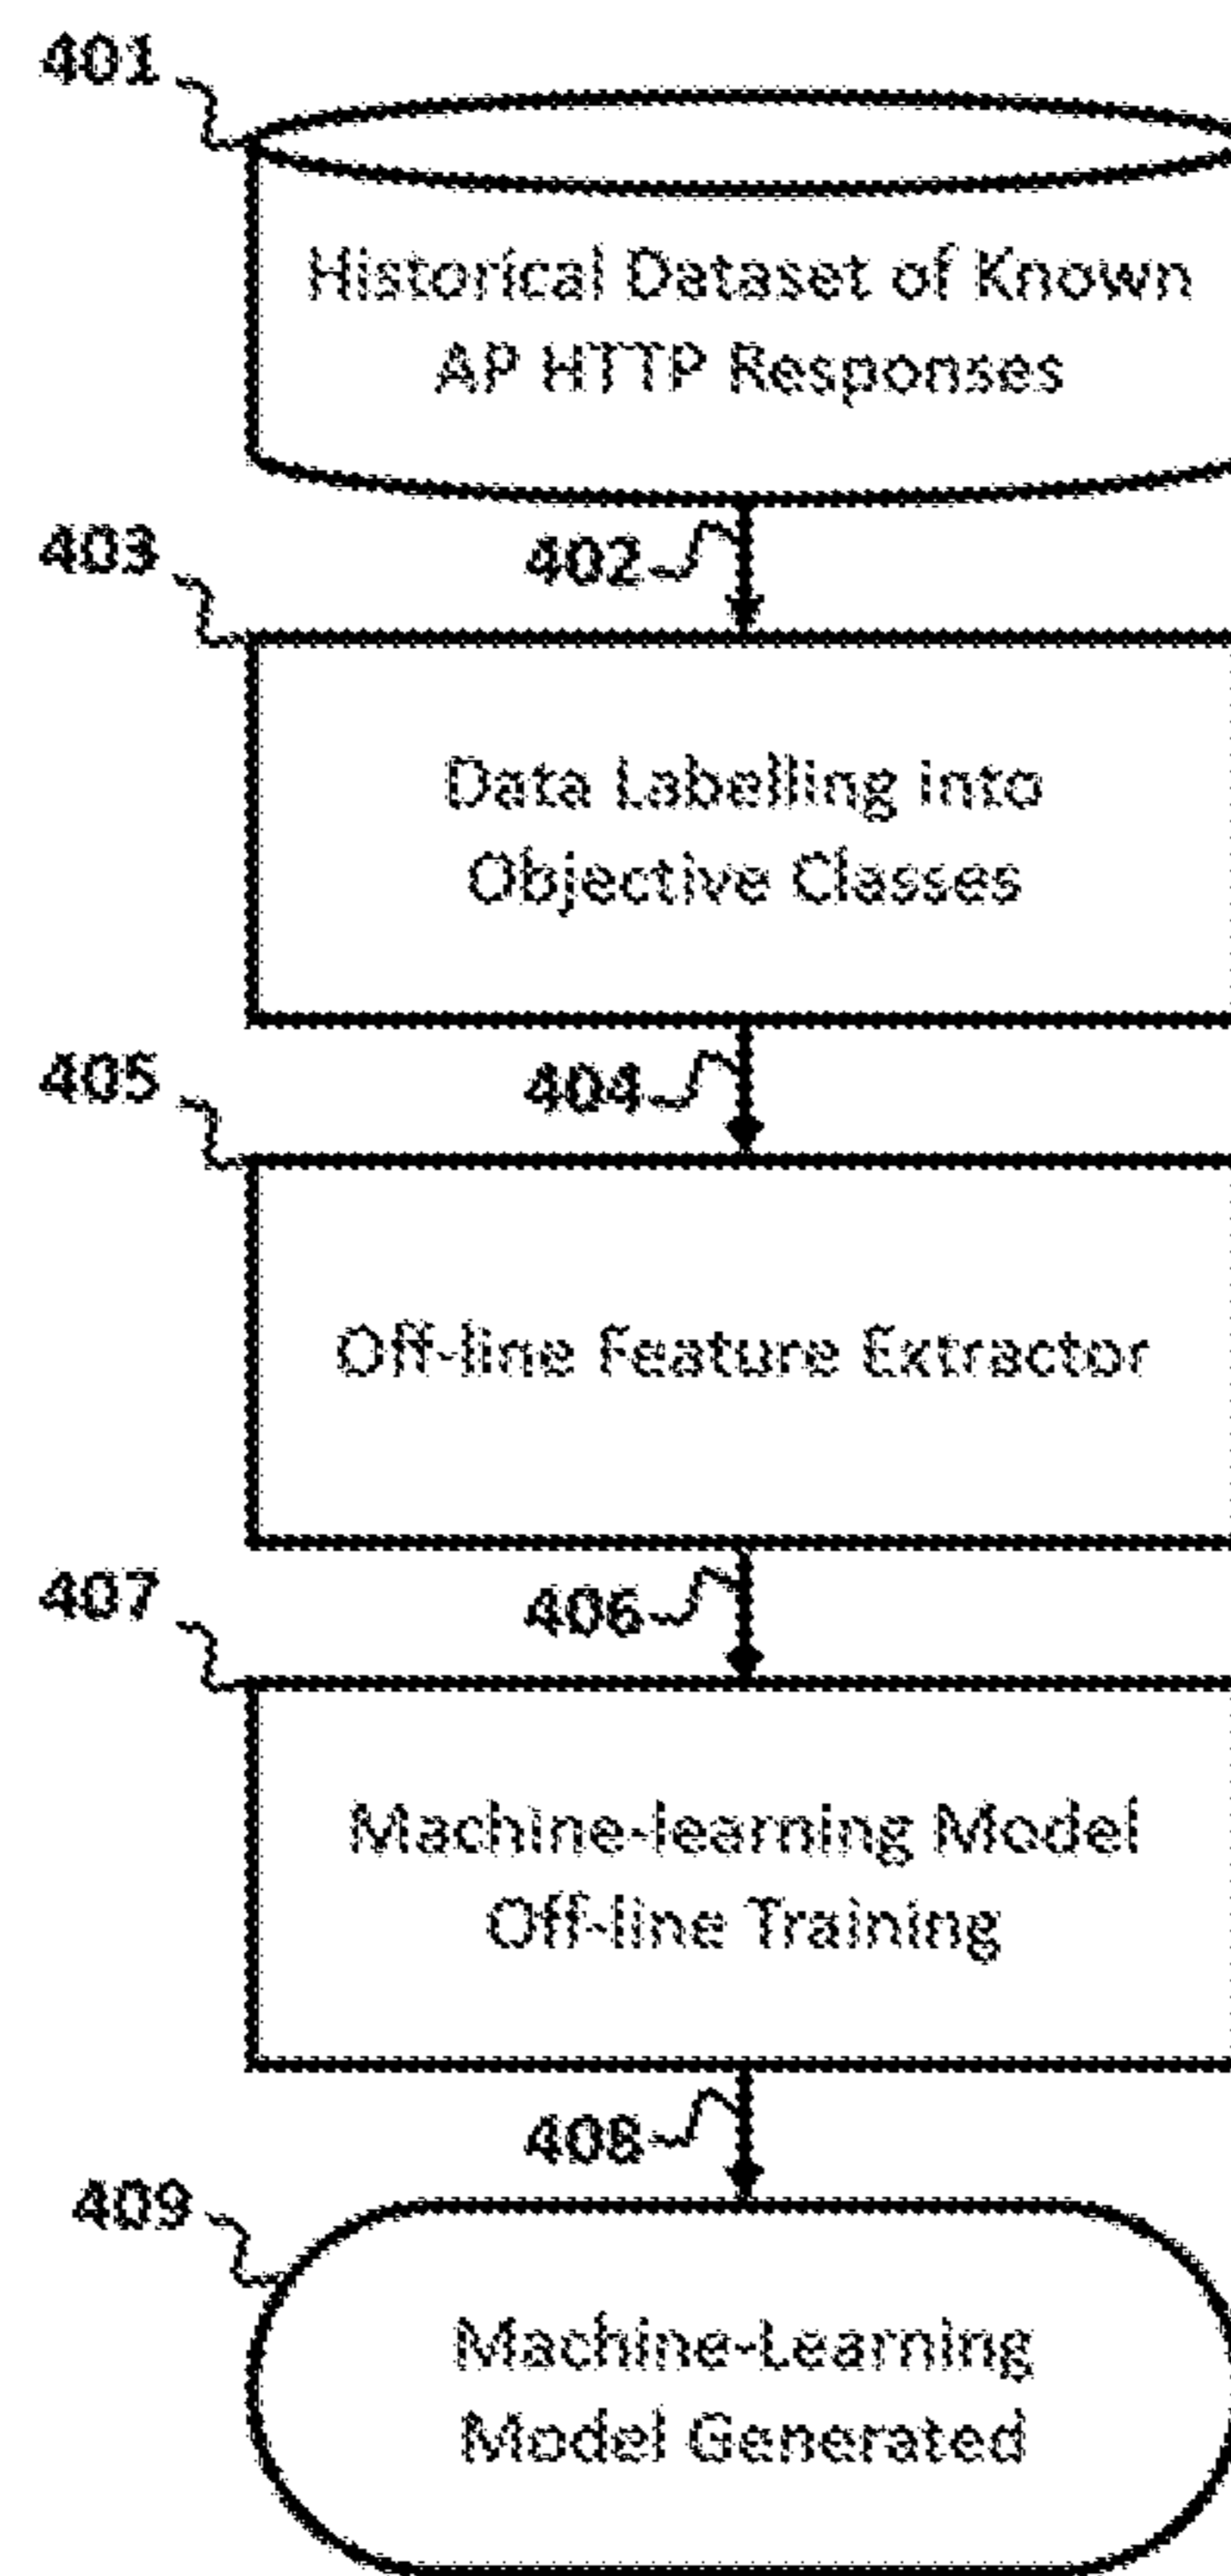 401
Historical Dataset of Known
AP HTTP Responses
402
403
Data Labelling into
Objective Classes
404
405
Off-line Feature Extractor
406
407
Machine-learning Model
Off-line Training
408
409
Machine-Learning
Model Generated